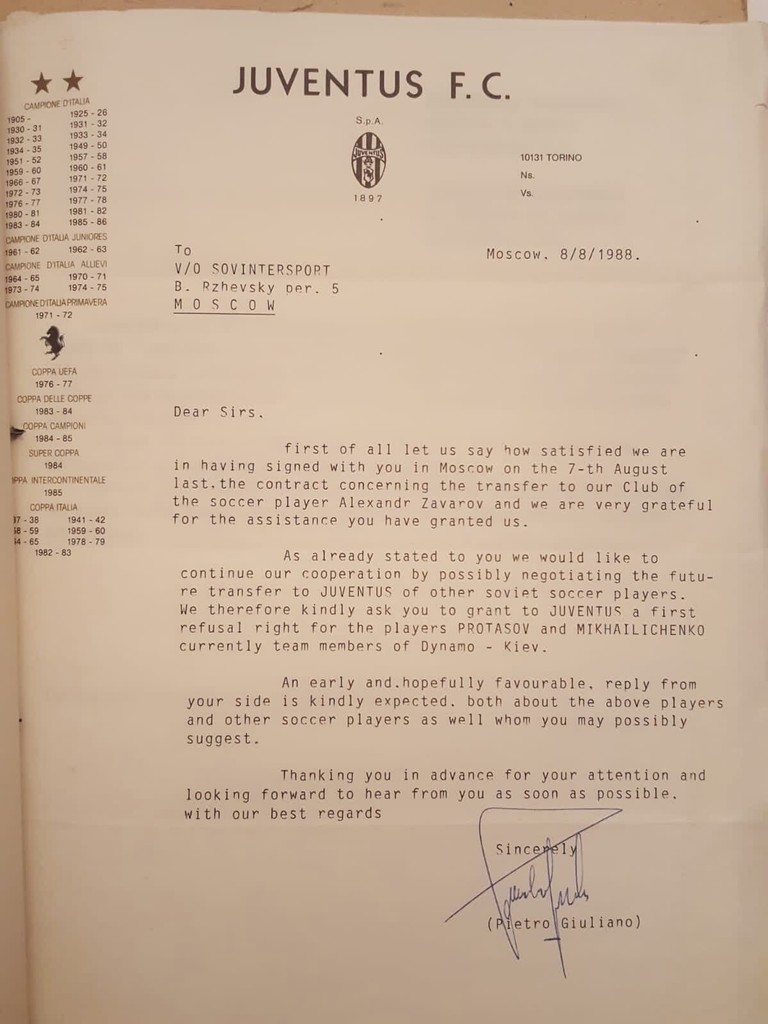 JUVENTUS F.C.
S.p.A.
JUVENTUS
1897
10131 TORINO
Ns.
Vs.
CAMPIONE D'ITALIA
1905 - 1925 - 26
1930 - 31 1931 - 32
1932 - 33 1933 - 34
1934 - 35 1949 - 50
1951 - 52 1957 - 58
1959 - 60 1960 - 61
1966 - 67 1971 - 72
1972 - 73 1974 - 75
1976 - 77 1977 - 78
1980 - 81 1981 - 82
1983 - 84 1985 - 86
CAMPIONE D'ITALIA JUNIORES
1961 - 62 1962 - 63
CAMPIONE D'ITALIA ALLIEVI
1964 - 65 1970 - 71
1973 - 74 1974 - 75
CAMPIONE D'ITALIA PRIMAVERA
1971 - 72
COPPA UEFA
1976 - 77
COPPA DELLE COPPE
1983 - 84
COPPA CAMPIONI
1984 - 85
SUPER COPPA
1984
PPA INTERCONTINENTALE
1985
COPPA ITALIA
37 - 38 1941 - 42
58 - 59 1959 - 60
64 - 65 1978 - 79
1982 - 83
To
V/O SOVINTERSPORT
B. Rzhevsky per. 5
M O S C O W
Moscow. 8/8/1988.
Dear Sirs.
first of all let us say how satisfied we are
in having signed with you in Moscow on the 7-th August
last.the contract concerning the transfer to our Club of
the soccer player Alexandr Zavarov and we are very grateful
for the assistance you have granted us.
As already stated to you we would like to
continue our cooperation by possibly negotiating the futu-
re transfer to JUVENTUS of other soviet soccer players.
We therefore kindly ask you to grant to JUVENTUS a first
refusal right for the players PROTASOV and MIKHAILICHENKO
currently team members of Dynamo - Kiev.
An early and.hopefully favourable. reply from
your side is kindly expected. both about the above players
and other soccer players as well whom you may possibly
suggest.
Thanking you in advance for your attention and
looking forward to hear from you as soon as possible.
with our best regards
Sincerely
(Pietro Giuliano)